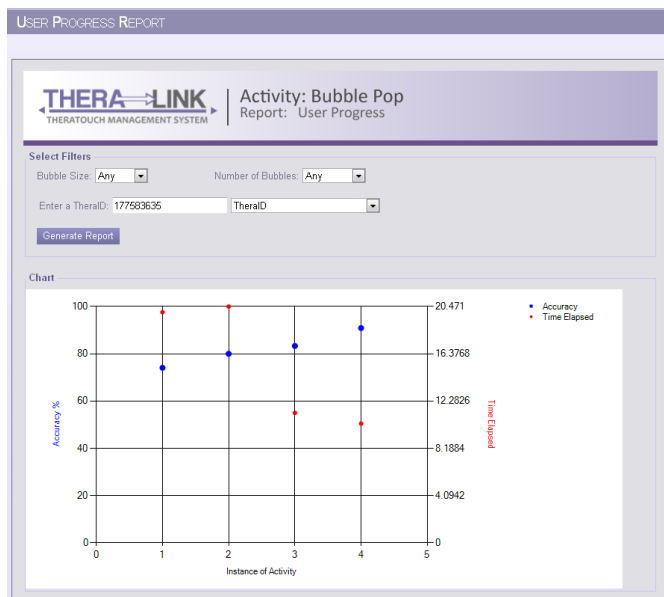 USER PROGRESS REPORT
THERA LINK
THERATOUCH MANAGEMENT SYSTEM
Activity: Bubble Pop
Report: User Progress
Select Filters
Bubble Size: Any Number of Bubbles: Any
Enter a TheraID: 177583635 TheraID
Generate Report
Chart
100 20.471
80 16.3768
60 12.2826
40 8.1884
20 4.0942
0 0
0 1 2 3 4 5
Accuracy %
Time Elapsed
Instance of Activity
Accuracy
Time Elapsed